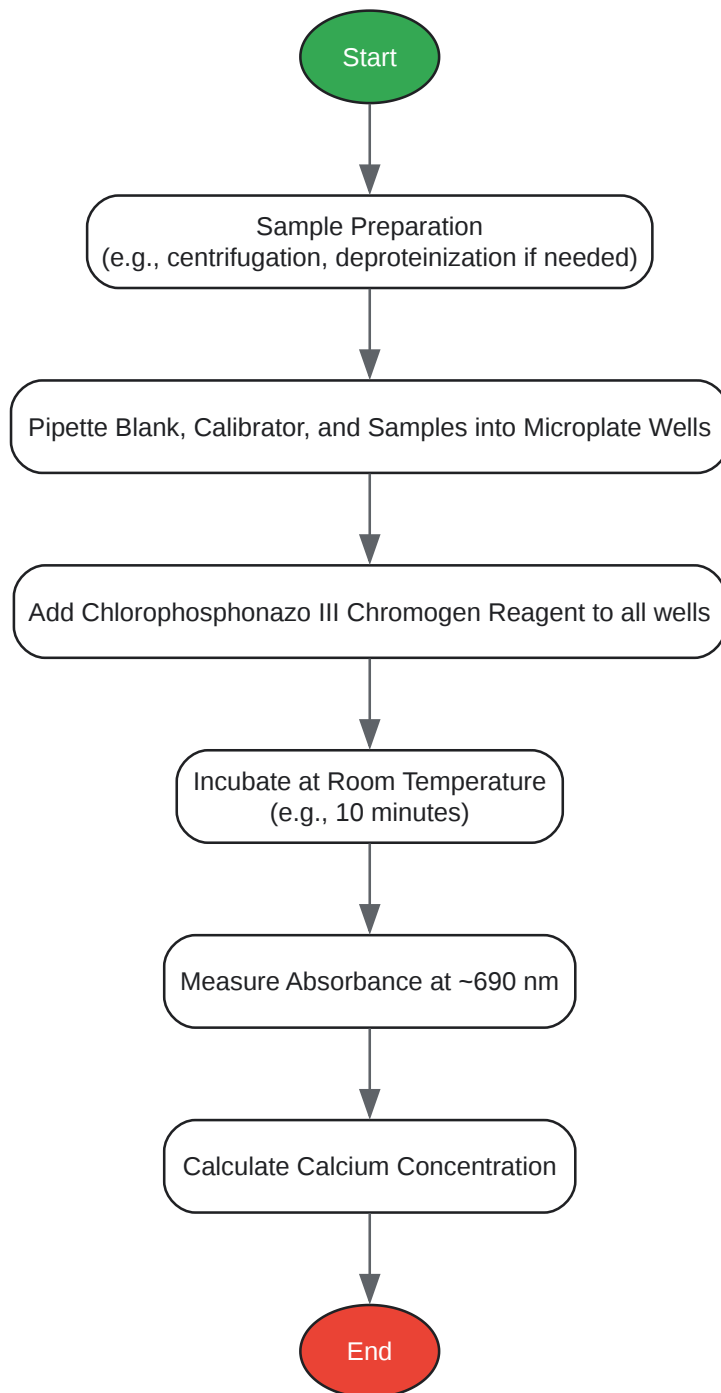 Start
Sample Preparation
(e.g., centrifugation, deproteinization if needed)
Pipette Blank, Calibrator, and Samples into Microplate Wells
Add Chlorophosphonazo III Chromogen Reagent to all wells
Incubate at Room Temperature
(e.g., 10 minutes)
Measure Absorbance at ~690 nm
Calculate Calcium Concentration
End